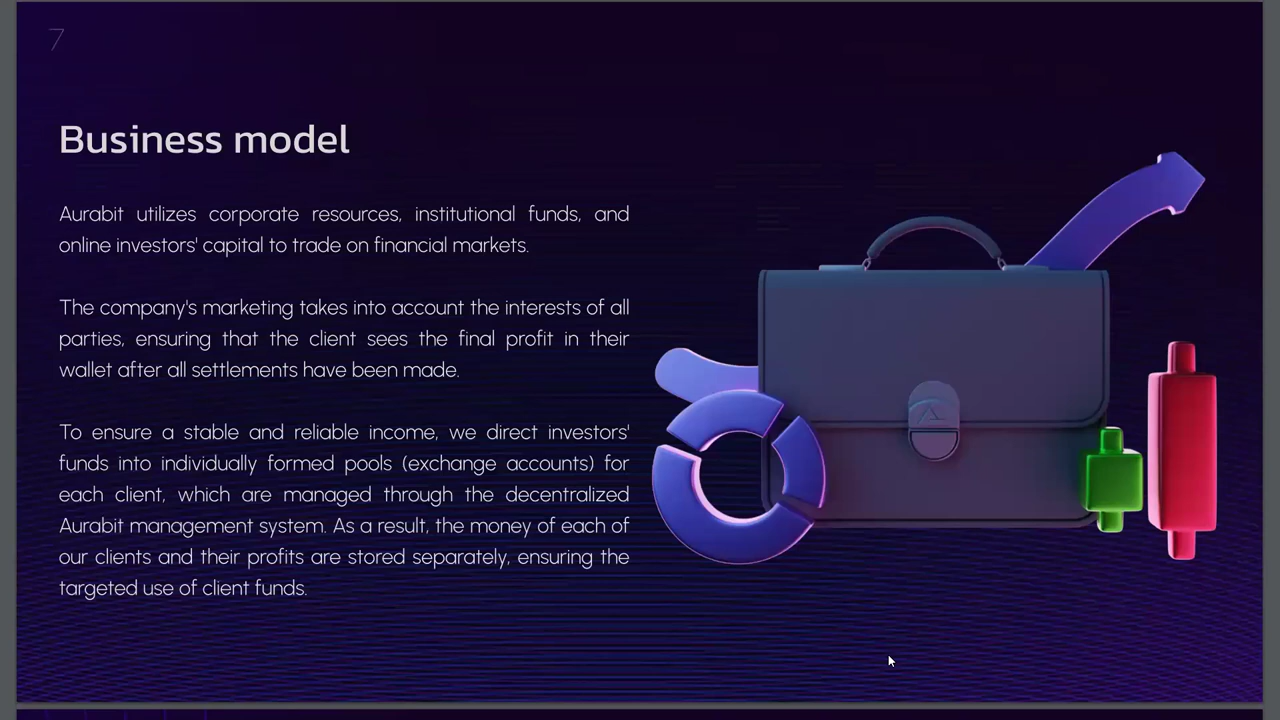 7
Business model
Aurabit utilizes corporate resources, institutional funds, and
online investors' capital to trade on financial markets.
The company's marketing takes into account the interests of all
parties, ensuring that the client sees the final profit in their
wallet after all settlements have been made.
To ensure a stable and reliable income, we direct investors'
funds into individually formed pools (exchange accounts) for
each client, which are managed through the decentralized
Aurabit management system. As a result, the money of each of
our clients and their profits are stored separately, ensuring the
targeted use of client funds.